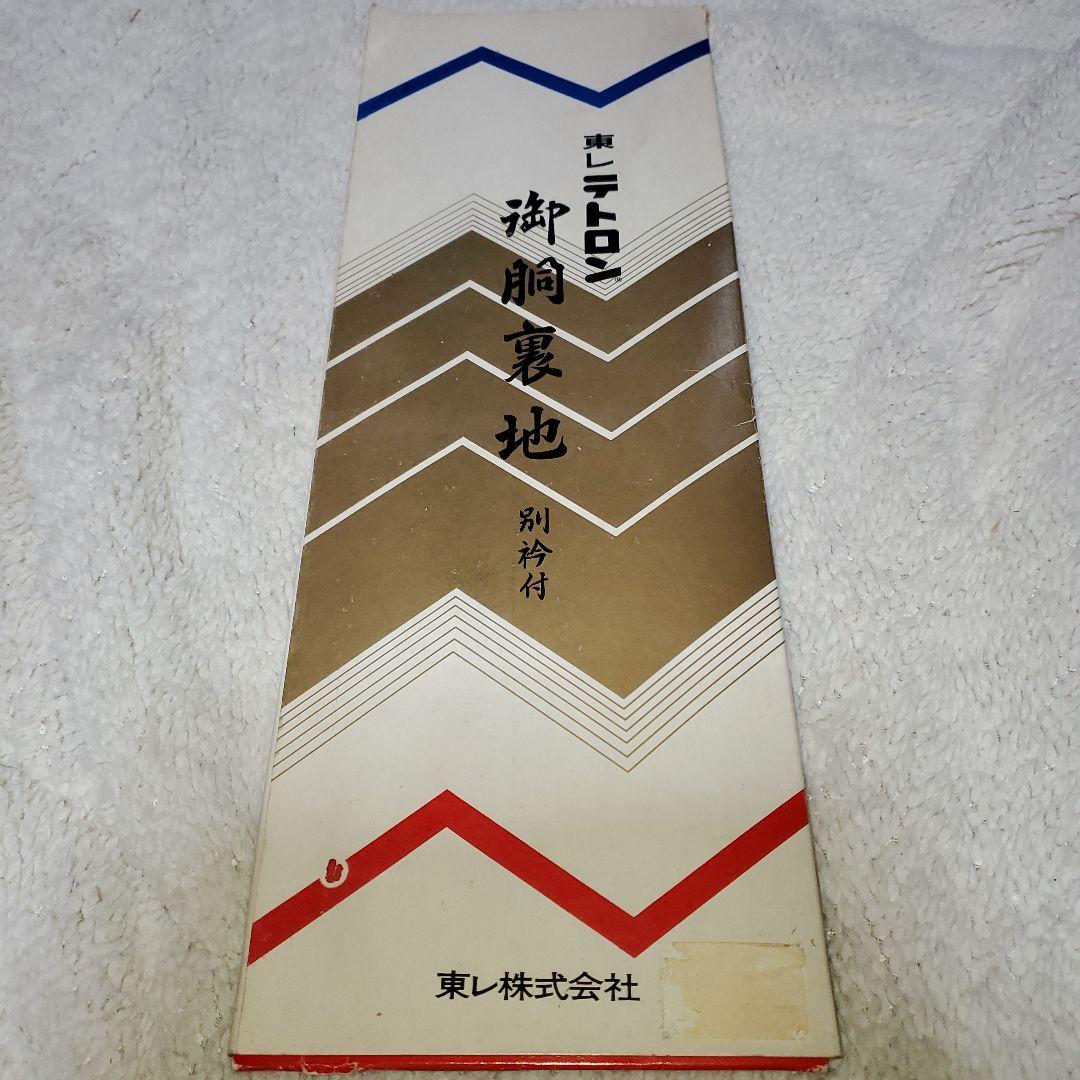 東レテトロン®
御胴裏地
別衿付
東レ株式会社